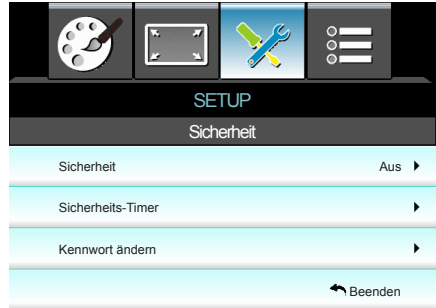 SETUP
Sicherheit
Sicherheit Aus
Sicherheits-Timer
Kennwort ändern
Beenden